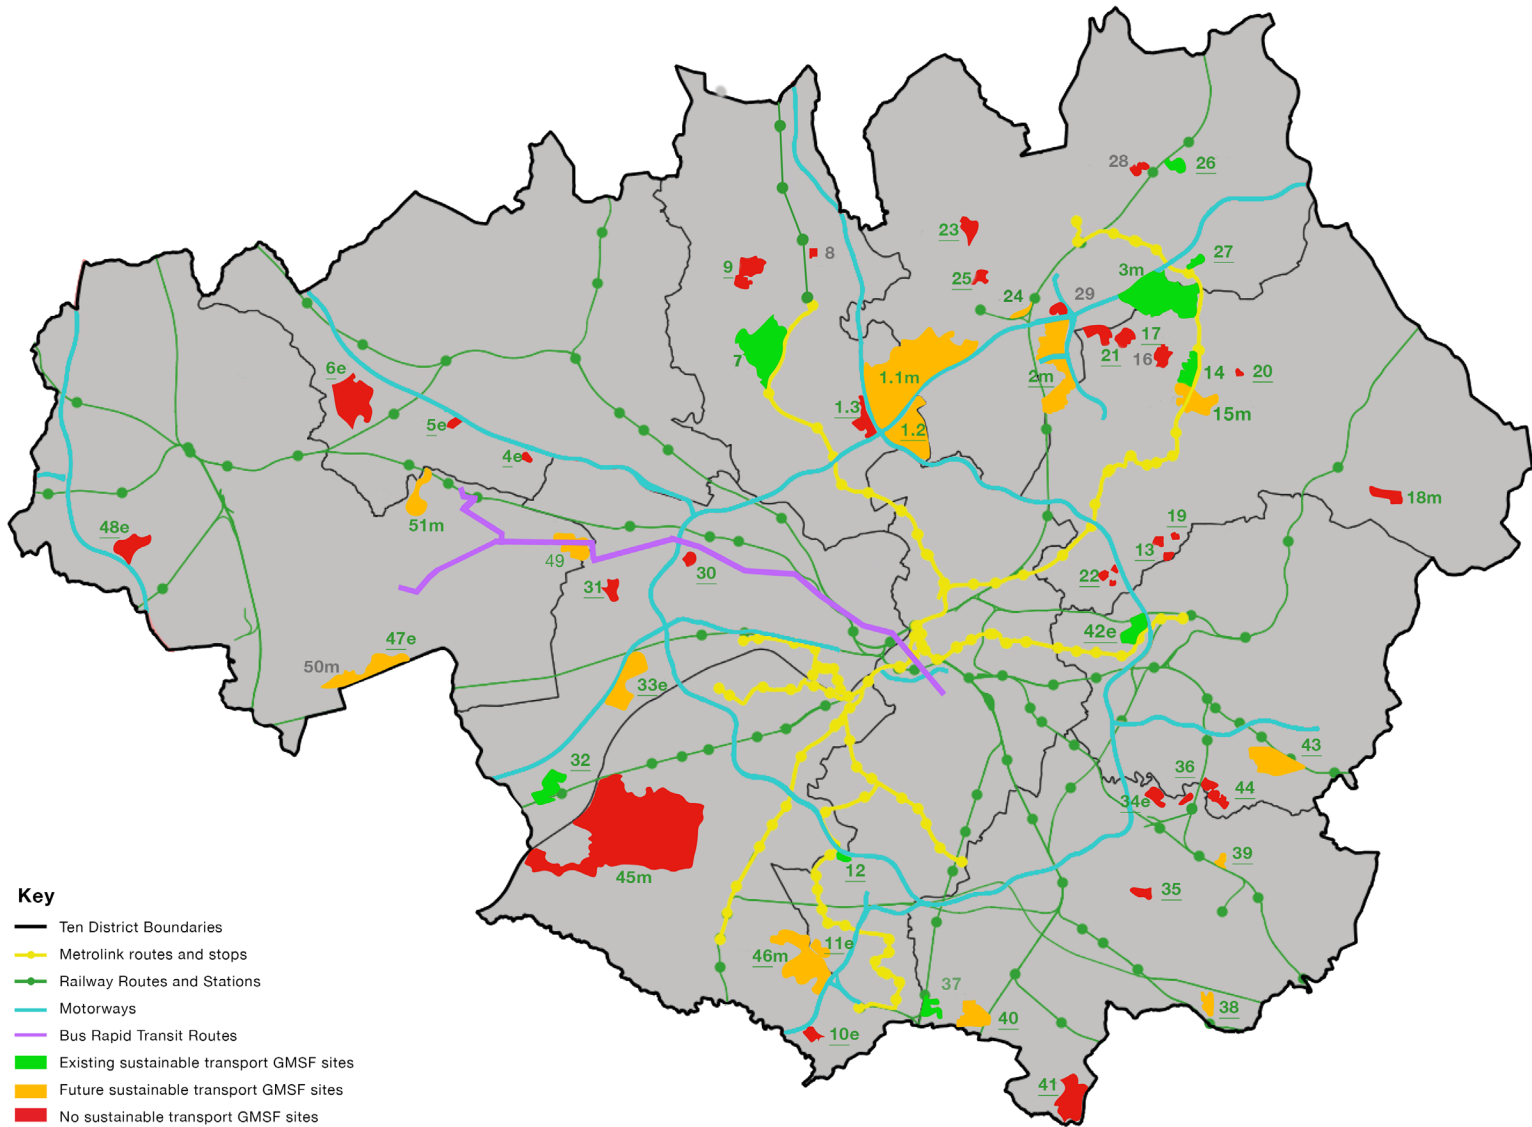 28
26
23
27
9
8
3m
25
24
29
6e
7
17
21
16
2m
1.1m
14
20
1.3
15m
5e
1.2
4e
18m
51m
48e
19
13
49
30
22
31
42e
47e
50m
33e
43
32
36
44
34e
39
45m
12
35
Key
Ten District Boundaries
Metrolink routes and stops
11e
46m
Railway Routes and Stations
37
Motorways
38
40
Bus Rapid Transit Routes
10e
Existing sustainable transport GMSF sites
41
Future sustainable transport GMSF sites
No sustainable transport GMSF sites